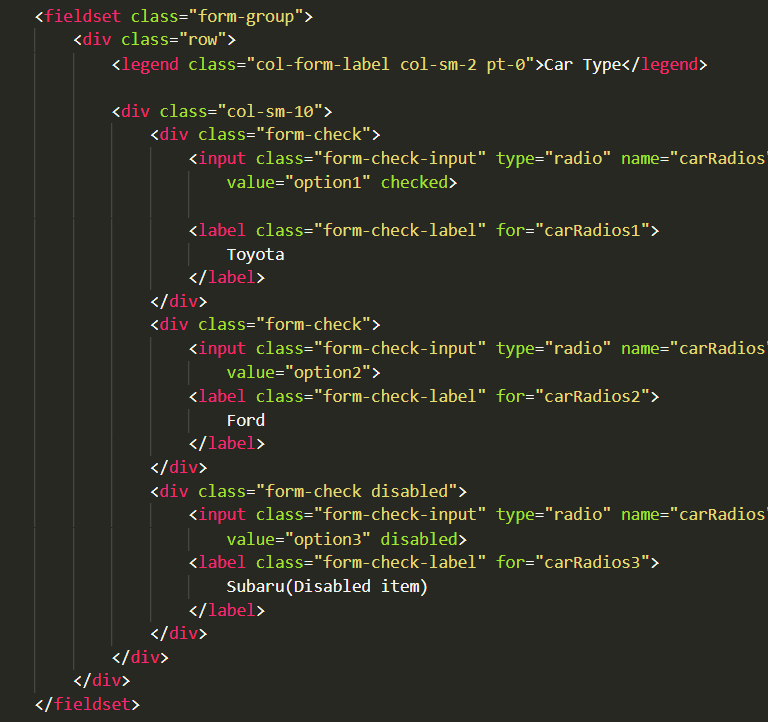 <fieldset class="form-group">
<div class="row">
<legend class="col-form-label col-sm-2 pt-0">Car Type</legend>
<div class="col-sm-10">
<div class="form-check">
<input class="form-check-input" type="radio" name="carRadios"
value="option1" checked>
<label class="form-check-label" for="carRadios1">
Toyota
</label>
</div>
<div class="form-check">
<input class="form-check-input" type="radio" name="carRadios"
value="option2">
<label class="form-check-label" for="carRadios2">
Ford
</label>
</div>
<div class="form-check disabled">
<input class="form-check-input" type="radio" name="carRadios"
value="option3" disabled>
<label class="form-check-label" for="carRadios3">
Subaru(Disabled item)
</label>
</div>
</div>
</div>
</fieldset>